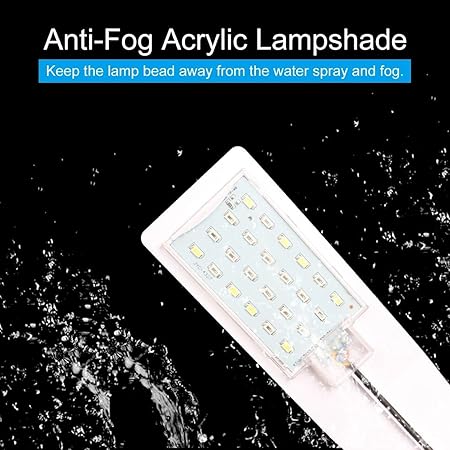 Anti-Fog Acrylic Lampshade
Keep the lamp bead away from the water spray and fog.